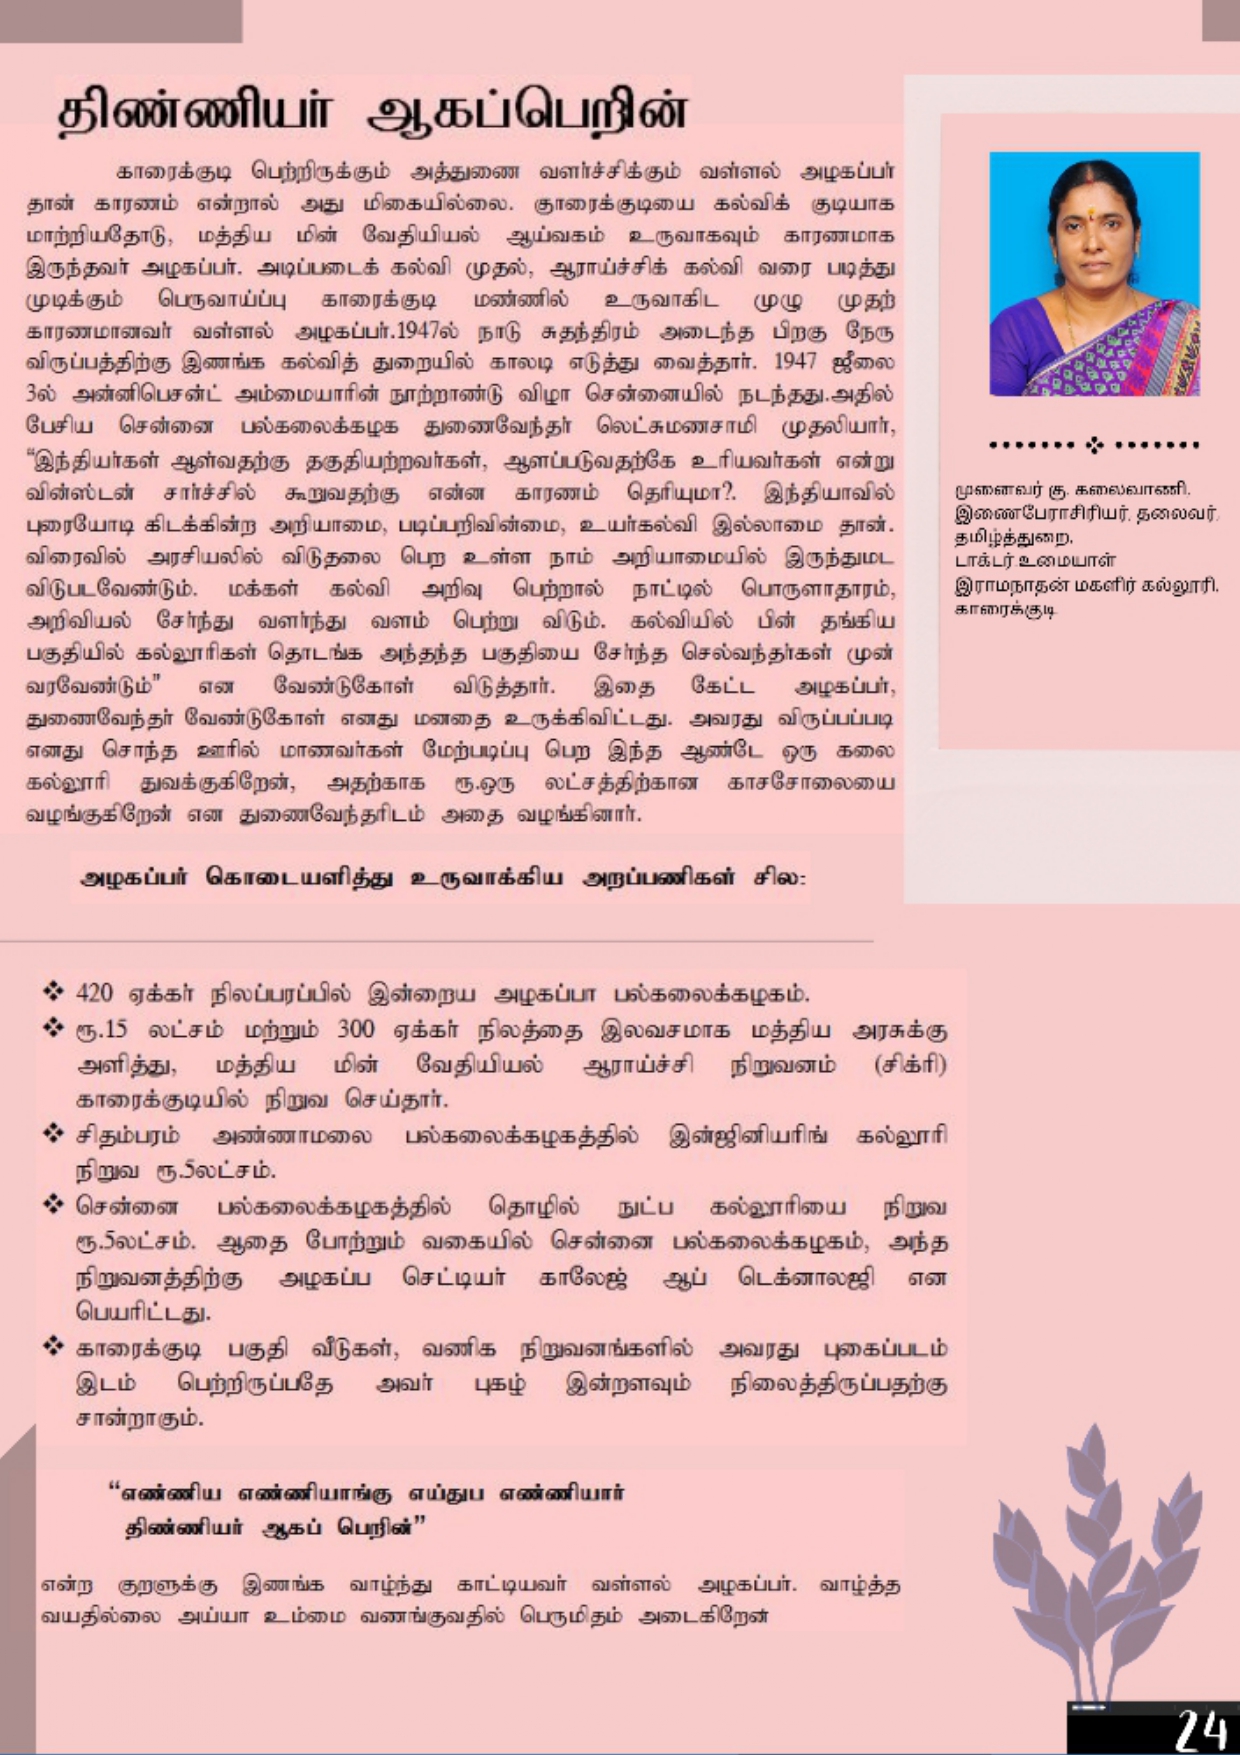 திண்ணியர் ஆகப்பெறின்
காரைக்குடி பெற்றிருக்கும் அத்துணை வளர்ச்சிக்கும் வள்ளல் அழகப்பர்
தான் காரணம் என்றால் அது மிகையில்லை. குாரைக்குடியை கல்விக் குடியாக
மாற்றியதோடு, மத்திய மின் வேதியியல் ஆய்வகம் உருவாகவும் காரணமாக
இருந்தவர் அழகப்பர். அடிப்படைக் கல்வி முதல், ஆராய்ச்சிக் கல்வி வரை படித்து
முடிக்கும் பெருவாய்ப்பு காரைக்குடி மண்ணில் உருவாகிட முழு முதற்
காரணமானவர் வள்ளல் அழகப்பர்.1947ல் நாடு சுதந்திரம் அடைந்த பிறகு நேரு
விருப்பத்திற்கு இணங்க கல்வித் துறையில் காலடி எடுத்து வைத்தார். 1947 ஜீலை
3ல் அன்னிபெசன்ட் அம்மையாரின் நூற்றாண்டு விழா சென்னையில் நடந்தது.அதில்
பேசிய சென்னை பல்கலைக்கழக துணைவேந்தர் லெட்சுமணசாமி முதலியார்,
“இந்தியர்கள் ஆள்வதற்கு தகுதியற்றவர்கள், ஆளப்படுவதற்கே உரியவர்கள் என்று
வின்ஸ்டன் சார்ச்சில் கூறுவதற்கு என்ன காரணம் தெரியுமா?. இந்தியாவில்
புரையோடி கிடக்கின்ற அறியாமை, படிப்பறிவின்மை, உயர்கல்வி இல்லாமை தான்.
விரைவில் அரசியலில் விடுதலை பெற உள்ள நாம் அறியாமையில் இருந்துமட
விடுபடவேண்டும். மக்கள் கல்வி அறிவு பெற்றால் நாட்டில் பொருளாதாரம்,
அறிவியல் சேர்ந்து வளர்ந்து வளம் பெற்று விடும். கல்வியில் பின் தங்கிய
பகுதியில் கல்லூரிகள் தொடங்க அந்தந்த பகுதியை சேர்ந்த செல்வந்தர்கள் முன்
வரவேண்டும்” என வேண்டுகோள் விடுத்தார். இதை கேட்ட அழகப்பர்,
துணைவேந்தர் வேண்டுகோள் எனது மனதை உருக்கிவிட்டது. அவரது விருப்பப்படி
எனது சொந்த ஊரில் மாணவர்கள் மேற்படிப்பு பெற இந்த ஆண்டே ஒரு கலை
கல்லூரி துவக்குகிறேன், அதற்காக ரூ.ஒரு லட்சத்திற்கான காசசோலையை
வழங்குகிறேன் என துணைவேந்தரிடம் அதை வழங்கினார்.
முனைவர் கு. கலைவாணி,
இணைபேராசிரியர், தலைவர்,
தமிழ்த்துறை,
டாக்டர்.உமையாள்
இராமநாதன் மகளிர் கல்லூரி,
காரைக்குடி
அழகப்பர் கொடையளித்து உருவாக்கிய அறப்பணிகள் சில:
❖ 420 ஏக்கர் நிலப்பரப்பில் இன்றைய அழகப்பா பல்கலைக்கழகம்.
❖ ரூ.15 லட்சம் மற்றும் 300 ஏக்கர் நிலத்தை இலவசமாக மத்திய அரசுக்கு
அளித்து, மத்திய மின் வேதியியல் ஆராய்ச்சி நிறுவனம் (சிக்ரி)
காரைக்குடியில் நிறுவ செய்தார்.
❖ சிதம்பரம் அண்ணாமலை பல்கலைக்கழகத்தில் இன்ஜினியரிங் கல்லூரி
நிறுவ ரூ.5லட்சம்.
❖ சென்னை பல்கலைக்கழகத்தில் தொழில் நுட்ப கல்லூரியை நிறுவ
ரூ.5லட்சம். ஆதை போற்றும் வகையில் சென்னை பல்கலைக்கழகம், அந்த
நிறுவனத்திற்கு அழகப்ப செட்டியர் காலேஜ் ஆப் டெக்னாலஜி என
பெயரிட்டது.
❖ காரைக்குடி பகுதி வீடுகள், வணிக நிறுவனங்களில் அவரது புகைப்படம்
இடம் பெற்றிருப்பதே அவர் புகழ் இன்றளவும் நிலைத்திருப்பதற்கு
சான்றாகும்.
“எண்ணிய எண்ணியாங்கு எய்துப எண்ணியார்
திண்ணியர் ஆகப் பெறின்”
என்ற குறளுக்கு இணங்க வாழ்ந்து காட்டியவர் வள்ளல் அழகப்பர். வாழ்த்த
வயதில்லை அய்யா உம்மை வணங்குவதில் பெருமிதம் அடைகிறேன்
24